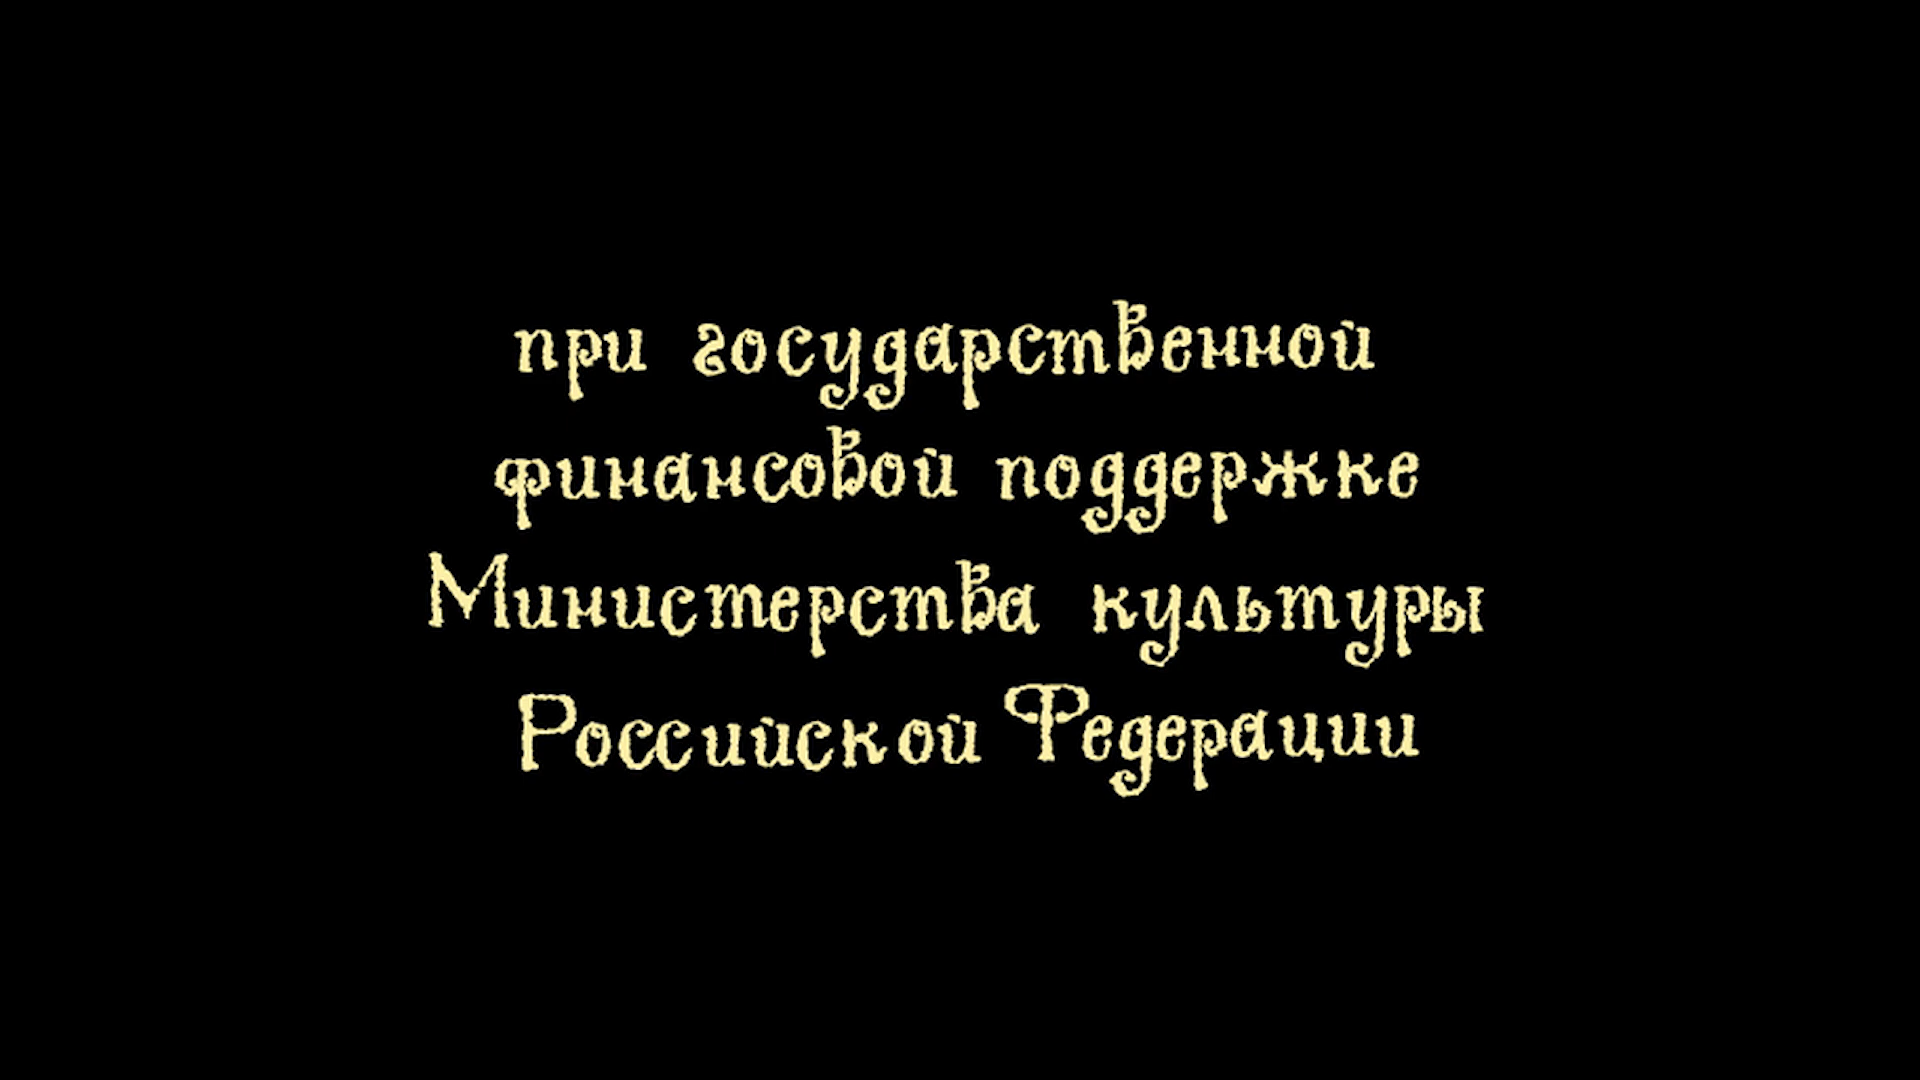 при государственной
финансовой поддержке
Министерства культуры
Российской Федерации